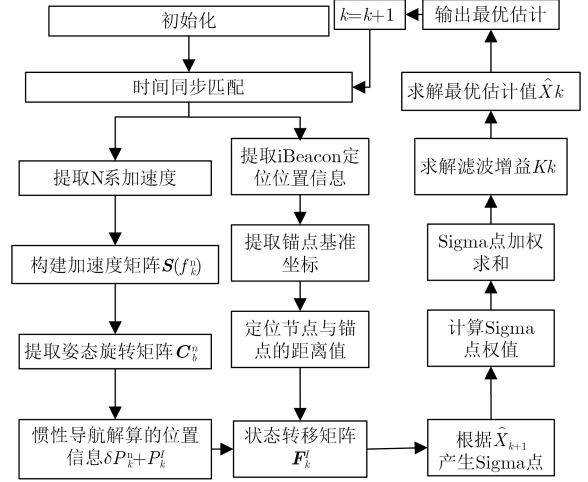 初始化
时间同步匹配
提取N系加速度
构建加速度矩阵S(f_k^n)
提取姿态旋转矩阵C_b^n
惯性导航解算的位置
信息δP_k^n+P_k^I
提取iBeacon定
位位置信息
提取锚点基准
坐标
定位节点与锚
点的距离值
状态转移矩阵
F_k^I
根据X̂_{k+1}
产生Sigma点
计算Sigma
点权值
Sigma点加权
求和
求解滤波增益Kk
求解最优估计值X̂k
输出最优估计
k=k+1